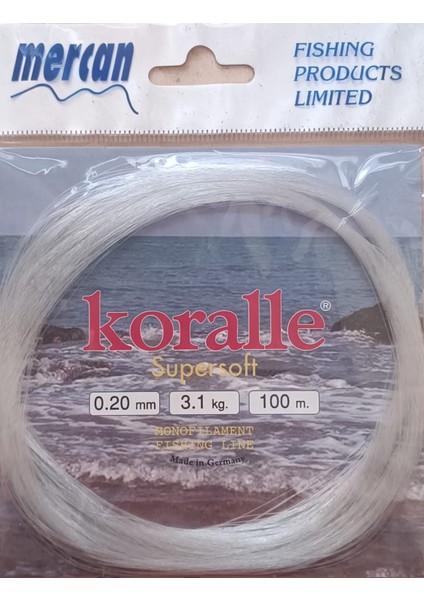 mercan
FISHING
PRODUCTS
LIMITED
koralle®
Supersoft
0.20 mm
3.1 kg.
100 m.
MONOFILAMENT
FISHING LINE
Made in Germany